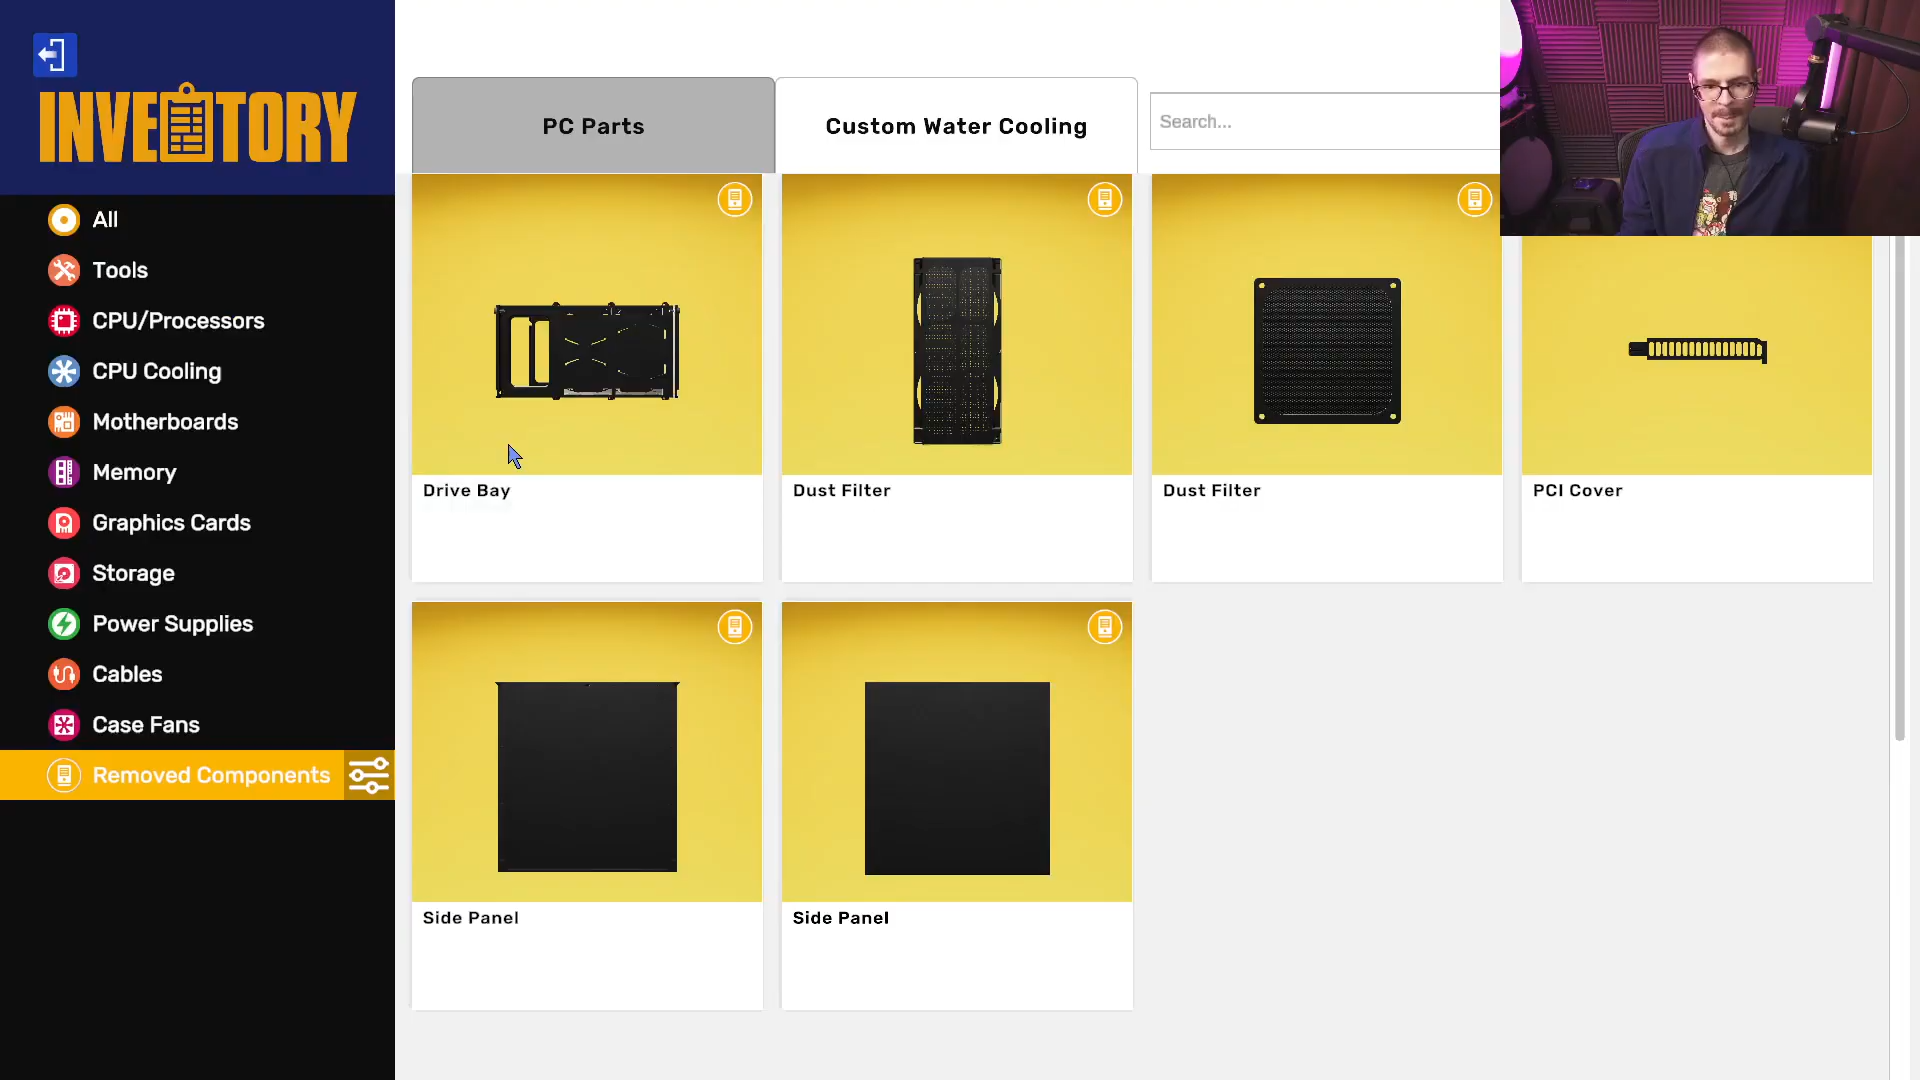 INVENTORY
All
Tools
CPU/Processors
CPU Cooling
Motherboards
Memory
Graphics Cards
Storage
Power Supplies
Cables
Case Fans
Removed Components
PC Parts
Custom Water Cooling
Search...
Drive Bay
Dust Filter
Dust Filter
PCI Cover
Side Panel
Side Panel